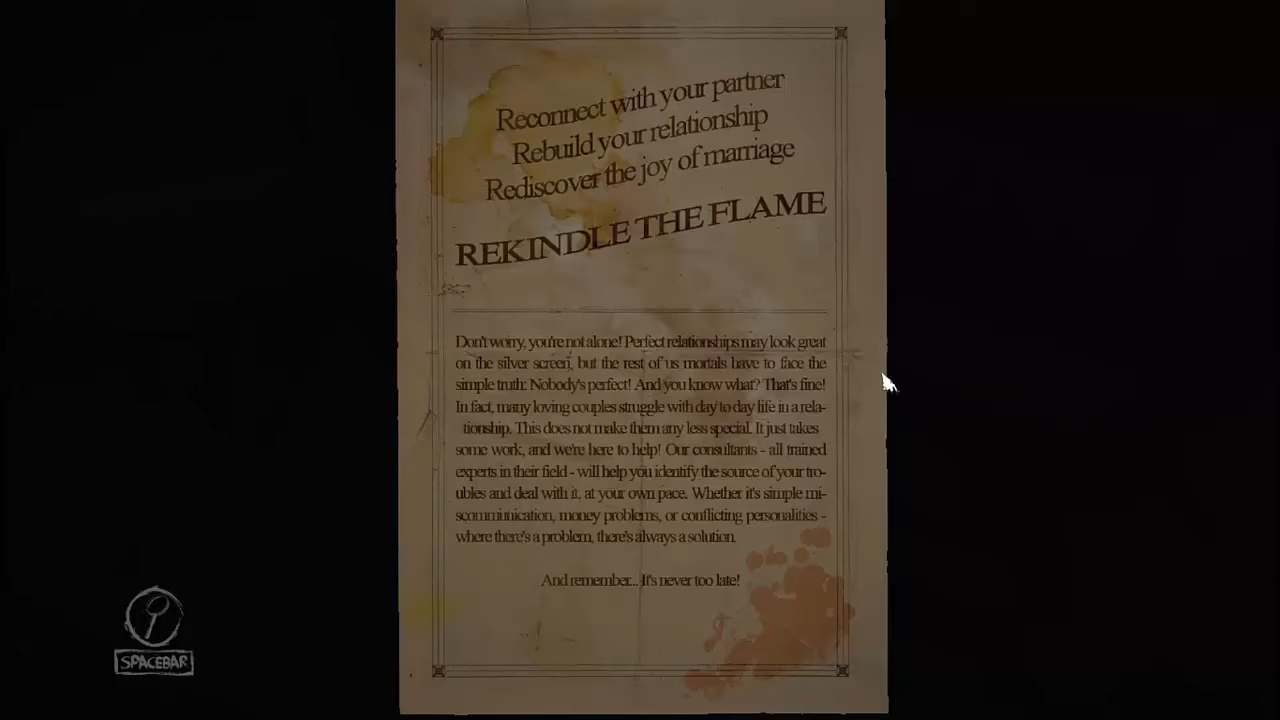 Reconnect with your partner
Rebuild your relationship
Rediscover the joy of marriage
REKINDLE THE FLAME
Don't worry, you're not alone! Perfect relationships may look great
on the silver screen, but the rest of us mortals have to face the
simple truth: Nobody's perfect! And you know what? That's fine!
In fact, many loving couples struggle with day to day life in a rela-
tionship. This does not make them any less special. It just takes
some work, and we're here to help! Our consultants - all trained
experts in their field - will help you identify the source of your tro-
ubles and deal with it, at your own pace. Whether it's simple mi-
scommunication, money problems, or conflicting personalities -
where there's a problem, there's always a solution.
And remember... It's never too late!
SPACEBAR